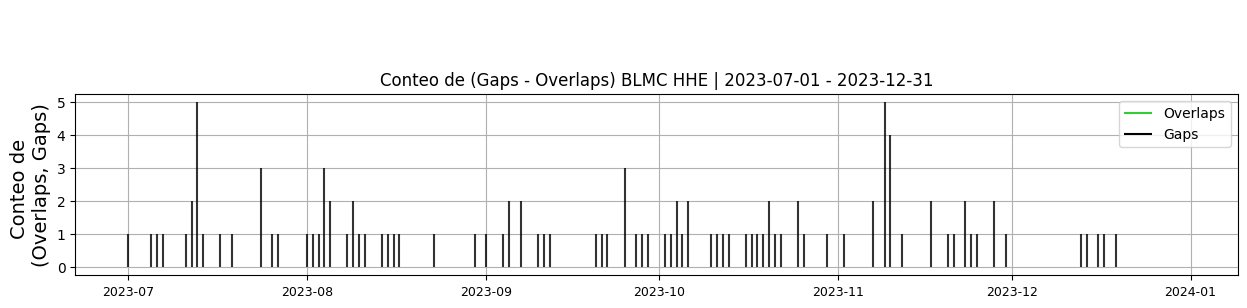 Conteo de (Gaps - Overlaps) BLMC HHE | 2023-07-01 - 2023-12-31
Conteo de
(Overlaps, Gaps)
5
4
3
2
1
0
Overlaps
Gaps
2023-07
2023-08
2023-09
2023-10
2023-11
2023-12
2024-01